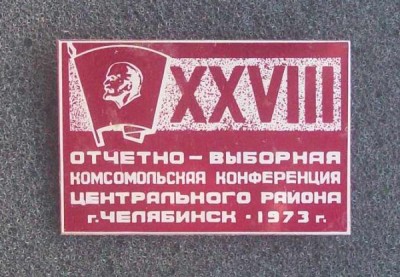 XXVIII
ОТЧЕТНО – ВЫБОРНАЯ
КОМСОМОЛЬСКАЯ КОНФЕРЕНЦИЯ
ЦЕНТРАЛЬНОГО РАЙОНА
г.ЧЕЛЯБИНСК • 1973 г.